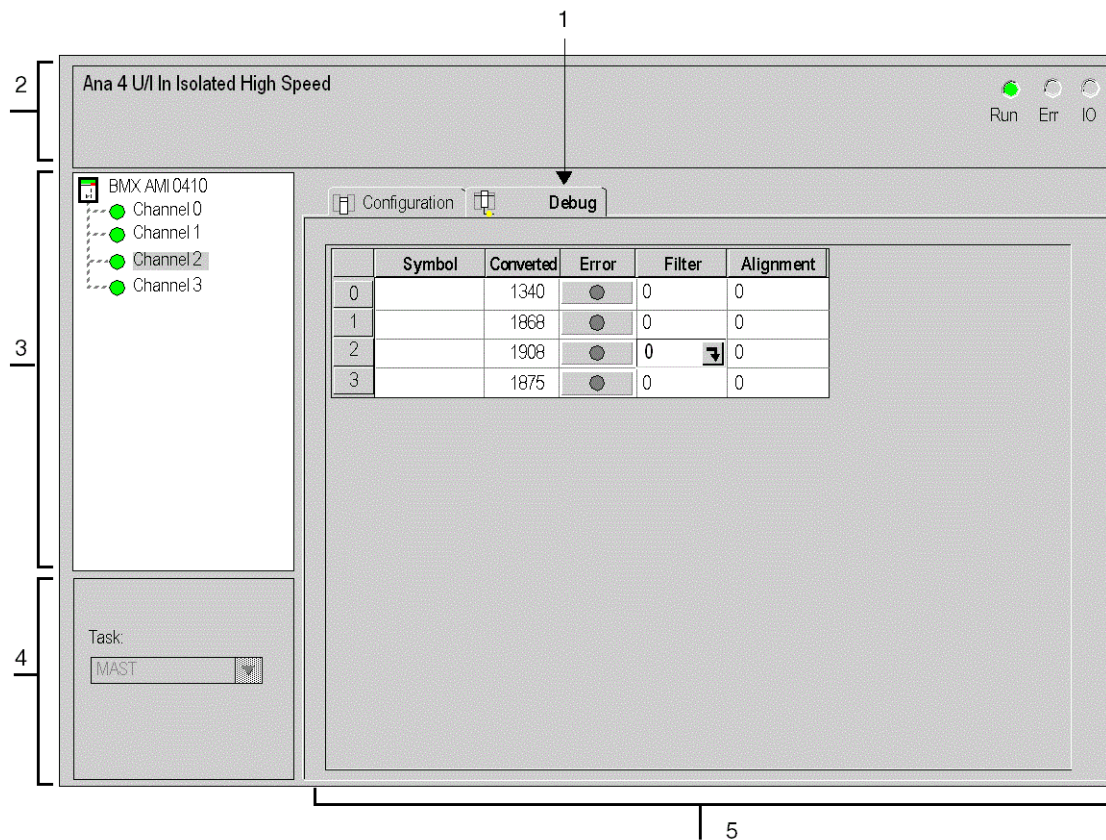 1
2
Ana 4 U/I In Isolated High Speed
Run Err IO
3
BMX AMI 0410
Channel 0
Channel 1
Channel 2
Channel 3
Configuration Debug
Symbol Converted Error Filter Alignment
0 1340 0 0
1 1868 0 0
2 1908 0 0
3 1875 0 0
4
Task:
MAST
5